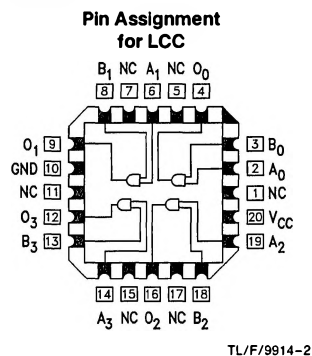 Pin Assignment
for LCC
B1 NC A1 NC O0
8 7 6 5 4
O1 9
GND 10
NC 11
O3 12
B3 13
3 B0
2 A0
1 NC
20 VCC
19 A2
14 15 16 17 18
A3 NC O2 NC B2
TL/F/9914-2